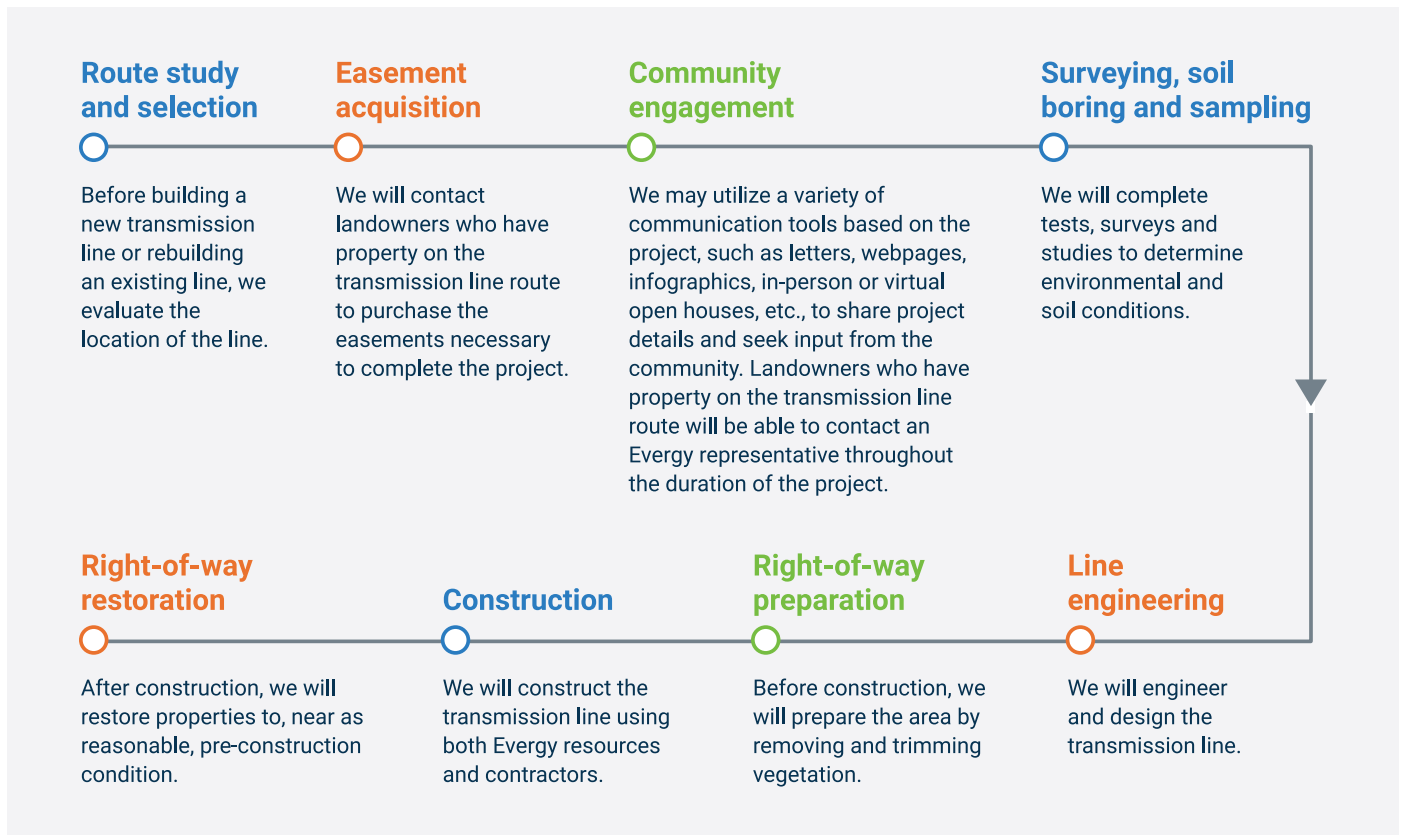 Route study
and selection
Before building a
new transmission
line or rebuilding
an existing line, we
evaluate the
location of the line.
Easement
acquisition
We will contact
landowners who have
property on the
transmission line route
to purchase the
easements necessary
to complete the project.
Community
engagement
We may utilize a variety of
communication tools based on the
project, such as letters, webpages,
infographics, in-person or virtual
open houses, etc., to share project
details and seek input from the
community. Landowners who have
property on the transmission line
route will be able to contact an
Evergy representative throughout
the duration of the project.
Surveying, soil
boring and sampling
We will complete
tests, surveys and
studies to determine
environmental and
soil conditions.
Line
engineering
We will engineer
and design the
transmission line.
Right-of-way
preparation
Before construction, we
will prepare the area by
removing and trimming
vegetation.
Construction
We will construct the
transmission line using
both Evergy resources
and contractors.
Right-of-way
restoration
After construction, we will
restore properties to, near as
reasonable, pre-construction
condition.